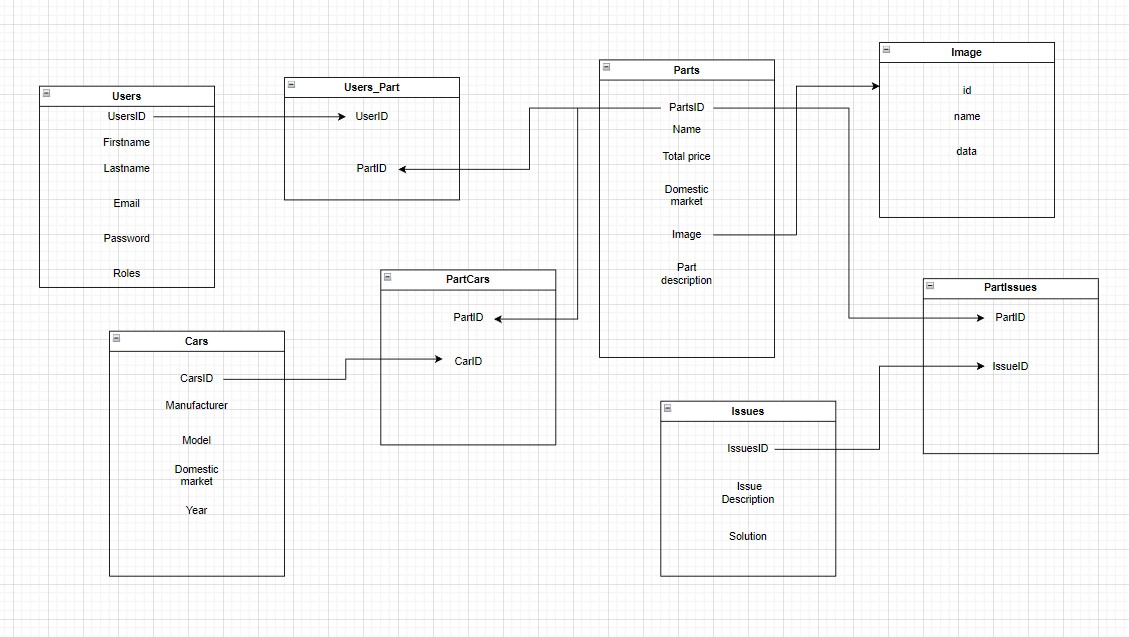 Users
UsersID
Firstname
Lastname
Email
Password
Roles
Users_Part
UserID
PartID
Parts
PartsID
Name
Total price
Domestic
market
Image
Part
description
Image
id
name
data
PartCars
PartID
CarID
Cars
CarsID
Manufacturer
Model
Domestic
market
Year
Issues
IssuesID
Issue
Description
Solution
PartIssues
PartID
IssueID